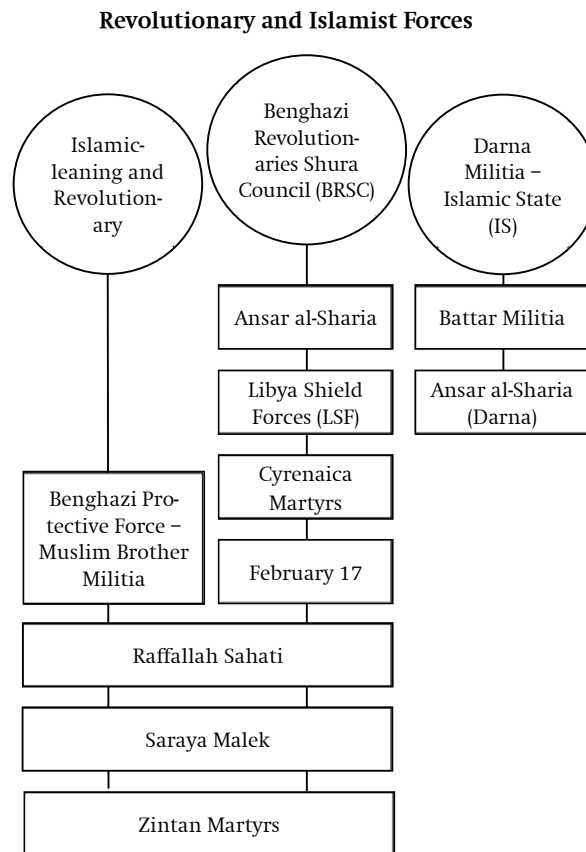 Revolutionary and Islamist Forces
Islamic-
leaning and
Revolution-
ary
Benghazi
Revolution-
aries Shura
Council (BRSC)
Darna
Militia –
Islamic State
(IS)
Ansar al-Sharia
Battar Militia
Libya Shield
Forces (LSF)
Ansar al-Sharia
(Darna)
Cyrenaica
Martyrs
Benghazi Pro-
tective Force –
Muslim Brother
Militia
February 17
Raffallah Sahati
Saraya Malek
Zintan Martyrs